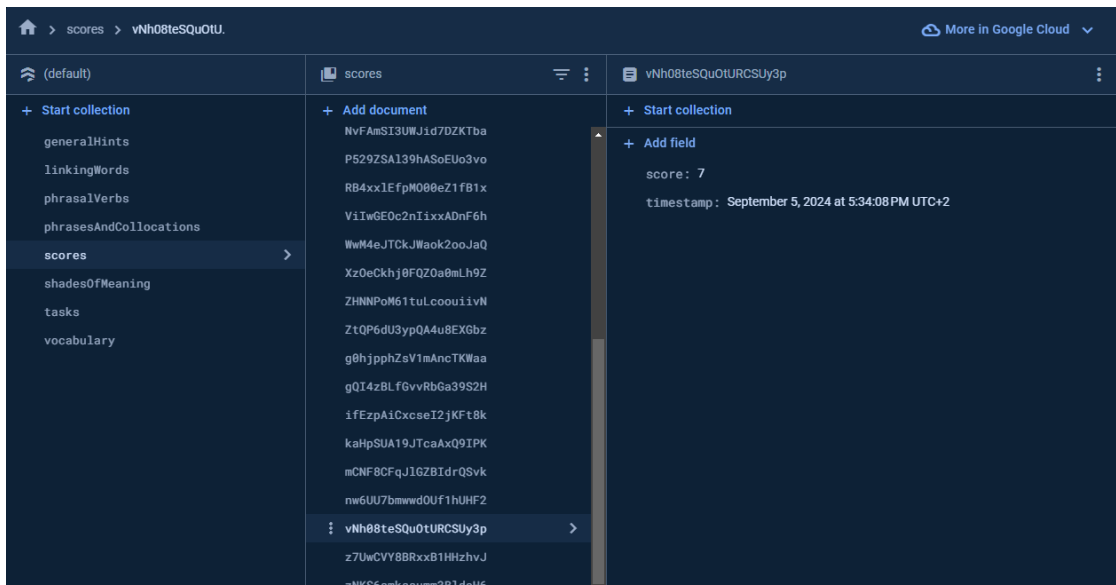 scores
vNh08teSQuOtU.
More in Google Cloud
(default)
scores
vNh08teSQuOtURCSUy3p
+ Start collection
generalHints
linkingWords
phrasalVerbs
phrasesAndCollocations
scores
shadesOfMeaning
tasks
vocabulary
+ Add document
NvFAmSI3UWJid7DZKTba
P529ZSAl39hASoEUo3vo
RB4xxlEfpMO00eZ1fB1x
ViIwGEOc2nIixxADnF6h
WwM4eJTCkJWaok2ooJaQ
XzOeCkhj0FQZOa0mLh9Z
ZHNNPoM61tuLcoouiivN
ZtQP6dU3ypQA4u8EXGbz
g0hjpphZsV1mAncTKWaa
gQI4zBLfGvvRbGa39S2H
ifEzpAiCxcseI2jKFt8k
kaHpSUA19JTcaAxQ9IPK
mCNF8CFqJlGZBIdrQSvk
nw6UU7bmwwdOUf1hUHF2
vNh08teSQuOtURCSUy3p
z7UwCVY8BRxxB1HHzhvJ
+ Start collection
+ Add field
score: 7
timestamp: September 5, 2024 at 5:34:08 PM UTC+2